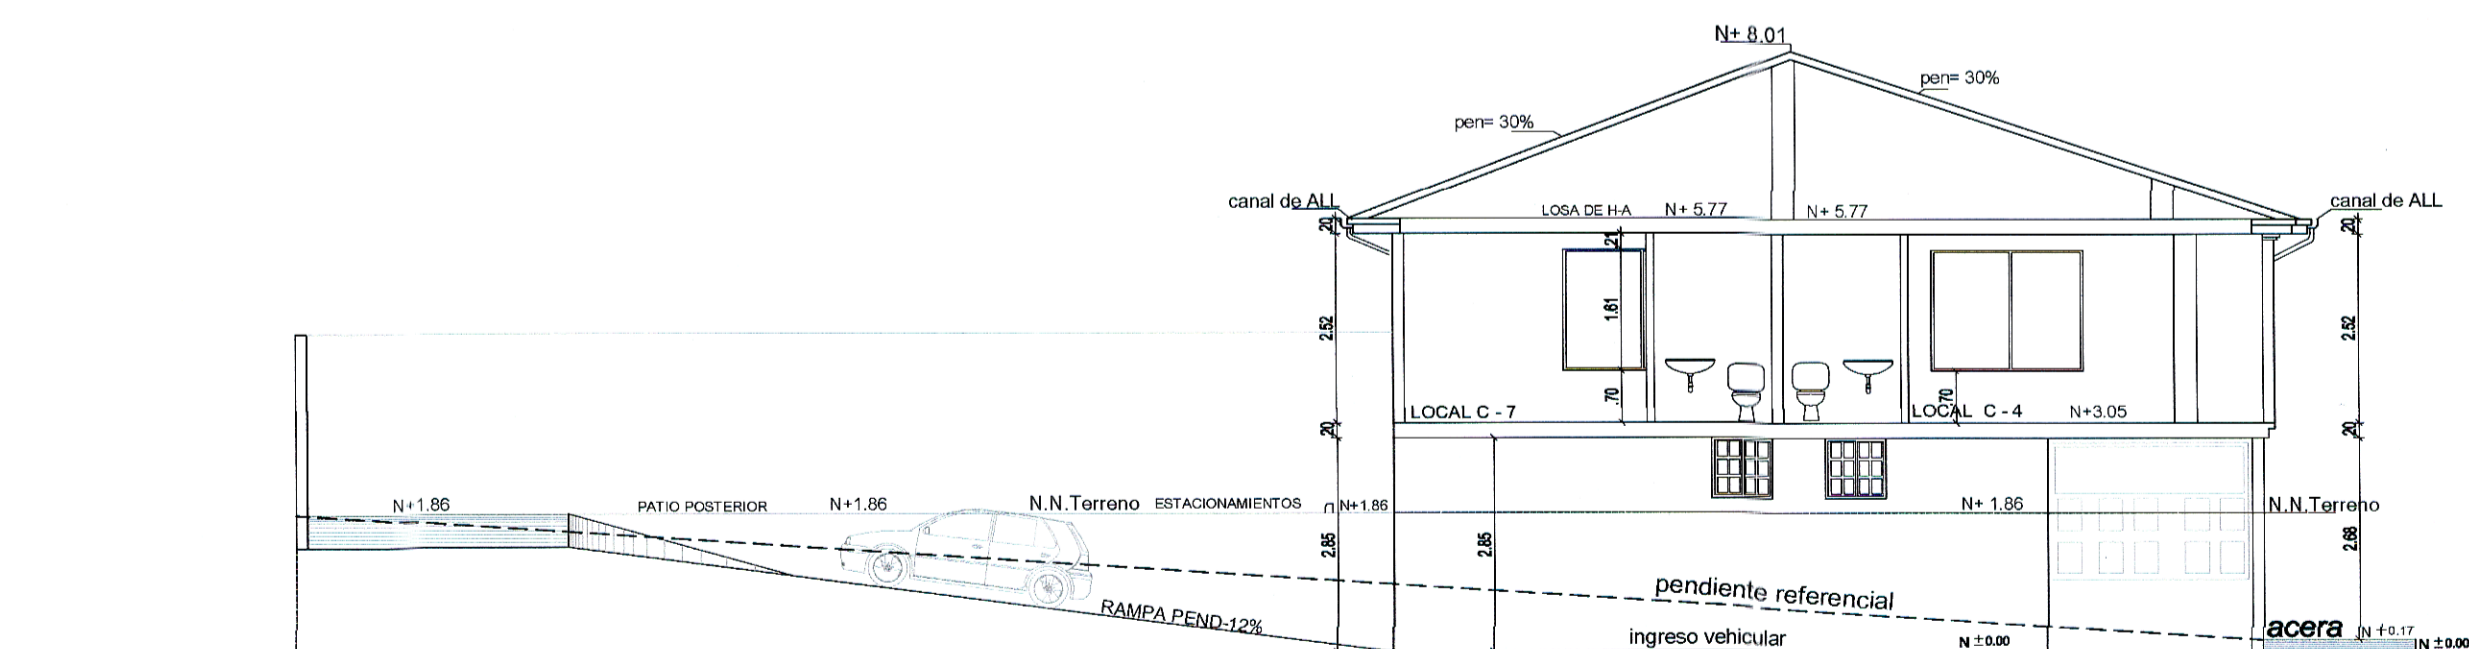 N+ 8.01
pen= 30%
pen= 30%
canal de ALL
LOSA DE H-A
N+ 5.77
N+ 5.77
canal de ALL
20
21
20
2.52
1.61
2.52
.70
.70
LOCAL C - 7
LOCAL C - 4
N+3.05
20
20
N+1.86
PATIO POSTERIOR
N+1.86
N.N.Terreno
ESTACIONAMIENTOS
N+1.86
N+ 1.86
N.N.Terreno
2.85
2.85
2.68
pendiente referencial
RAMPA PEND-12%
ingreso vehicular
N ±0.00
acera
N +0.17
N ±0.00